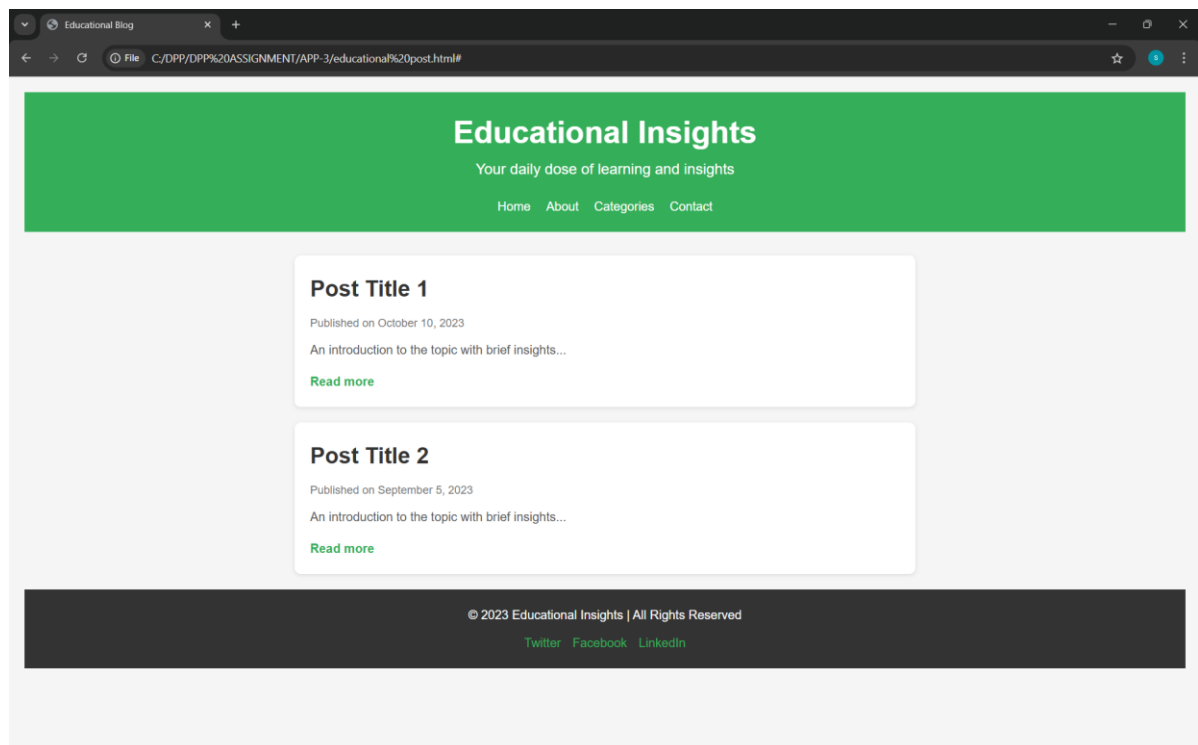 Educational Blog
File C:/DPP/DPP%20ASSIGNMENT/APP-3/educational%20post.html#
S
Educational Insights
Your daily dose of learning and insights
Home About Categories Contact
Post Title 1
Published on October 10, 2023
An introduction to the topic with brief insights...
Read more
Post Title 2
Published on September 5, 2023
An introduction to the topic with brief insights...
Read more
© 2023 Educational Insights | All Rights Reserved
Twitter Facebook LinkedIn